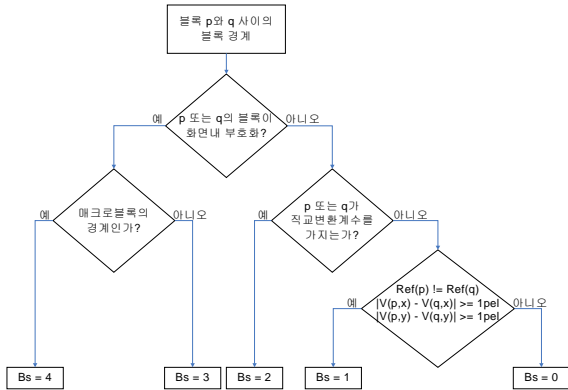 블록 p와 q 사이의
블록 경계
예
p 또는 q의 블록이
화면내 부호화?
아니오
예
매크로블록의
경계인가?
아니오
예
p 또는 q가
직교변환계수를
가지는가?
아니오
예
Ref(p) != Ref(q)
|V(p,x) - V(q,x)| >= 1pel
|V(p,y) - V(q,y)| >= 1pel
아니오
Bs = 4
Bs = 3
Bs = 2
Bs = 1
Bs = 0